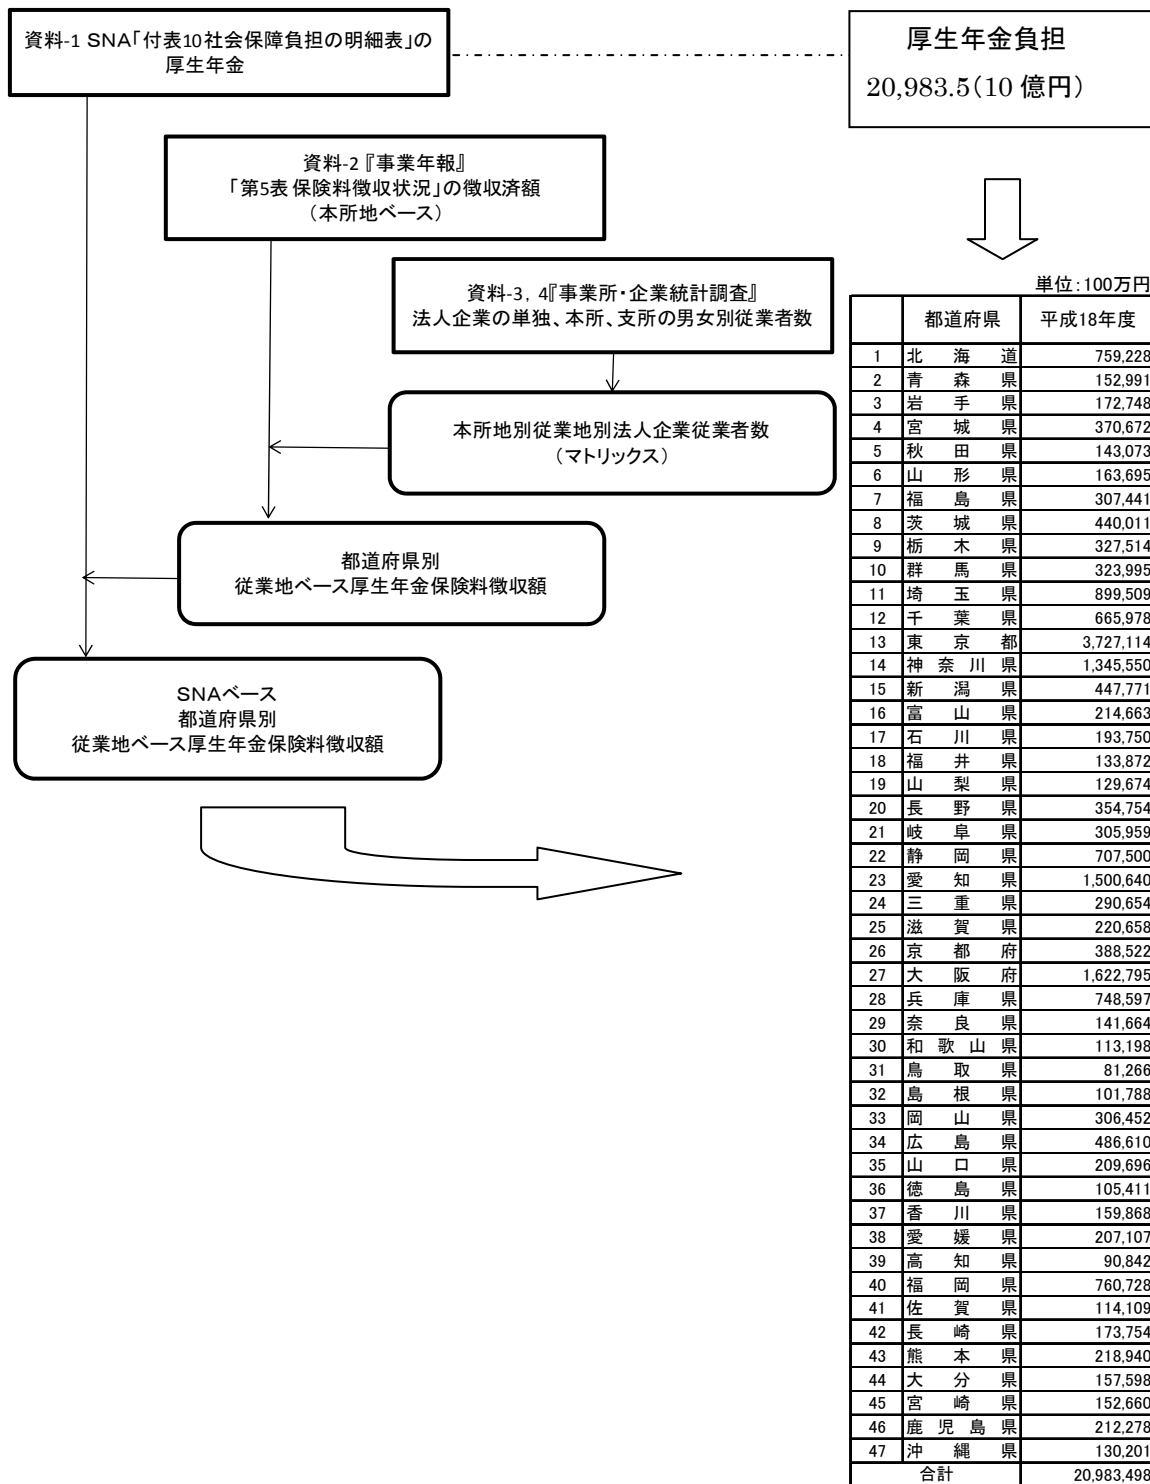 資料-1 SNA「付表10社会保障負担の明細表」の
厚生年金
厚生年金負担
20,983.5(10 億円)
資料-2『事業年報』
「第5表 保険料徴収状況」の徴収済額
(本所地ベース)
資料-3, 4『事業所・企業統計調査』
法人企業の単独、本所、支所の男女別従業者数
本所地別従業地別法人企業従業者数
(マトリックス)
都道府県別
従業地ベース厚生年金保険料徴収額
SNAベース
都道府県別
従業地ベース厚生年金保険料徴収額
単位:100万円
都道府県 平成18年度
1 北海道 759,228
2 青森県 152,991
3 岩手県 172,748
4 宮城県 370,672
5 秋田県 143,073
6 山形県 163,695
7 福島県 307,441
8 茨城県 440,011
9 栃木県 327,514
10 群馬県 323,995
11 埼玉県 899,509
12 千葉県 665,978
13 東京都 3,727,114
14 神奈川県 1,345,550
15 新潟県 447,771
16 富山県 214,663
17 石川県 193,750
18 福井県 133,872
19 山梨県 129,674
20 長野県 354,754
21 岐阜県 305,959
22 静岡県 707,500
23 愛知県 1,500,640
24 三重県 290,654
25 滋賀県 220,658
26 京都府 388,522
27 大阪府 1,622,795
28 兵庫県 748,597
29 奈良県 141,664
30 和歌山県 113,198
31 鳥取県 81,266
32 島根県 101,788
33 岡山県 306,452
34 広島県 486,610
35 山口県 209,696
36 徳島県 105,411
37 香川県 159,868
38 愛媛県 207,107
39 高知県 90,842
40 福岡県 760,728
41 佐賀県 114,109
42 長崎県 173,754
43 熊本県 218,940
44 大分県 157,598
45 宮崎県 152,660
46 鹿児島県 212,278
47 沖縄県 130,201
合計 20,983,498